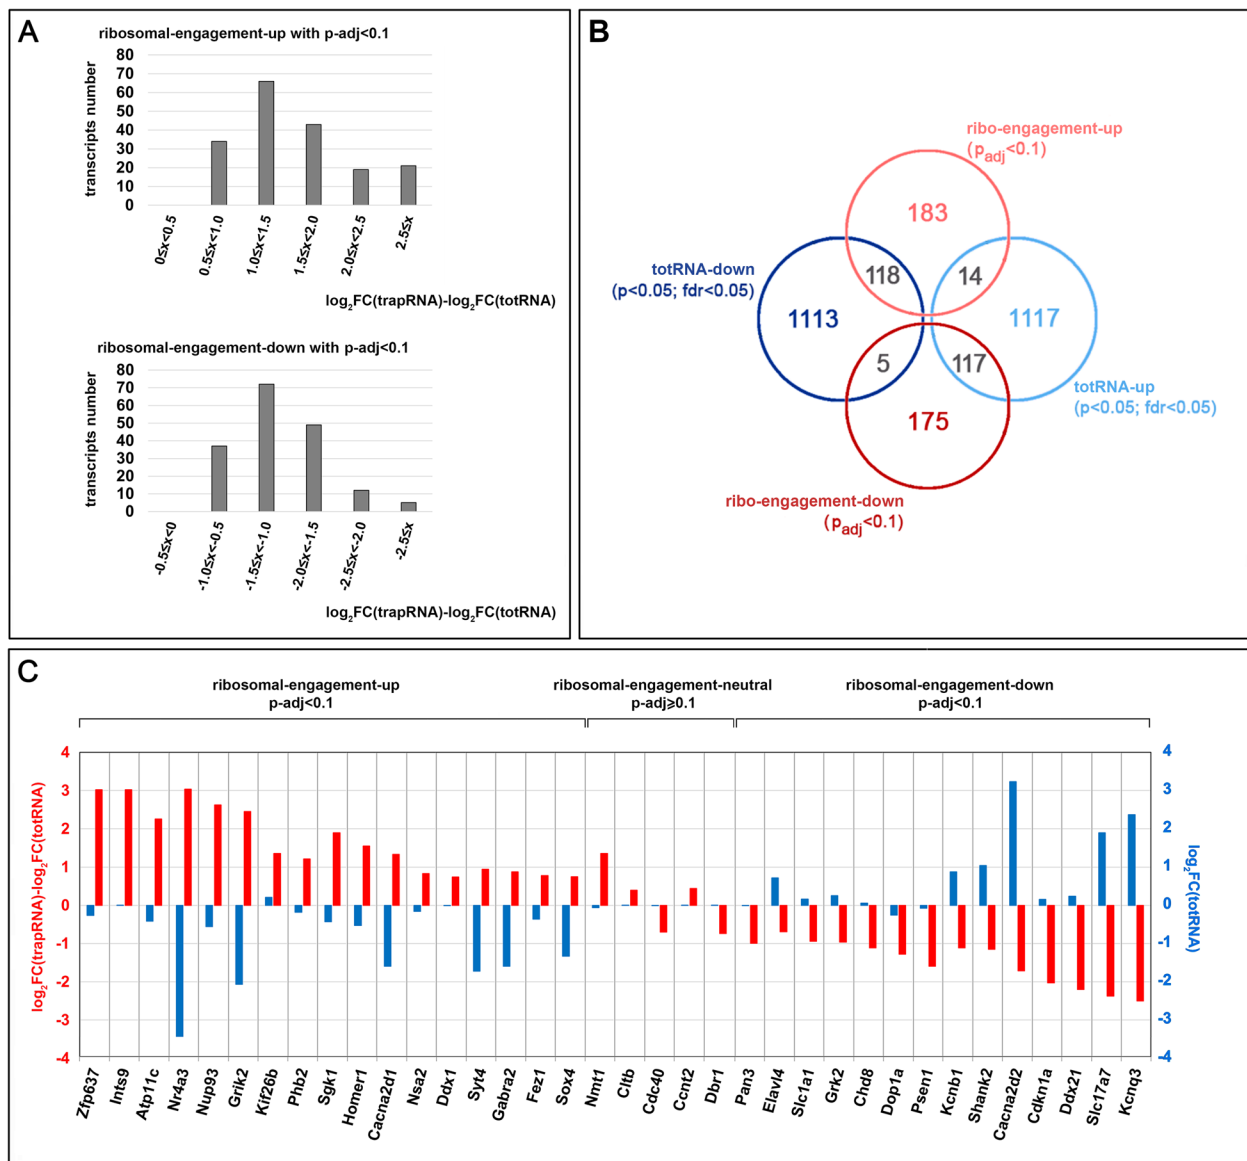 A
ribosomal-engagement-up with p-adj<0.1
transcripts number
80
70
60
50
40
30
20
10
0
0≤x<0.5
0.5≤x<1.0
1.0≤x<1.5
1.5≤x<2.0
2.0≤x<2.5
2.5≤x
log2FC(trapRNA)-log2FC(totRNA)
ribosomal-engagement-down with p-adj<0.1
transcripts number
80
70
60
50
40
30
20
10
0
-0.5≤x<0
-1.0≤x<-0.5
-1.5≤x<-1.0
-2.0≤x<-1.5
-2.5≤x<-2.0
-2.5≤x
log2FC(trapRNA)-log2FC(totRNA)
B
ribo-engagement-up
(padj<0.1)
183
totRNA-down
(p<0.05; fdr<0.05)
118
14
1113
1117
5
117
totRNA-up
(p<0.05; fdr<0.05)
175
ribo-engagement-down
(padj<0.1)
C
ribosomal-engagement-up
p-adj<0.1
ribosomal-engagement-neutral
p-adj≥0.1
ribosomal-engagement-down
p-adj<0.1
log2FC(trapRNA)-log2FC(totRNA)
4
3
2
1
0
-1
-2
-3
-4
4
3
2
1
0
-1
-2
-3
-4
log2FC(totRNA)
Zfp637
Ints9
Atp11c
Nr4a3
Nup93
Grik2
Kif26b
Phb2
Sgk1
Homer1
Cacna2d1
Nsa2
Ddx1
Syt4
Gabra2
Fez1
Sox4
Nmt1
Cltb
Cdc40
Ccnt2
Dbr1
Pan3
Elavl4
Slc1a1
Grk2
Chd8
Dop1a
Psen1
Kcnb1
Shank2
Cacna2d2
Cdkn1a
Ddx21
Slc17a7
Kcnq3